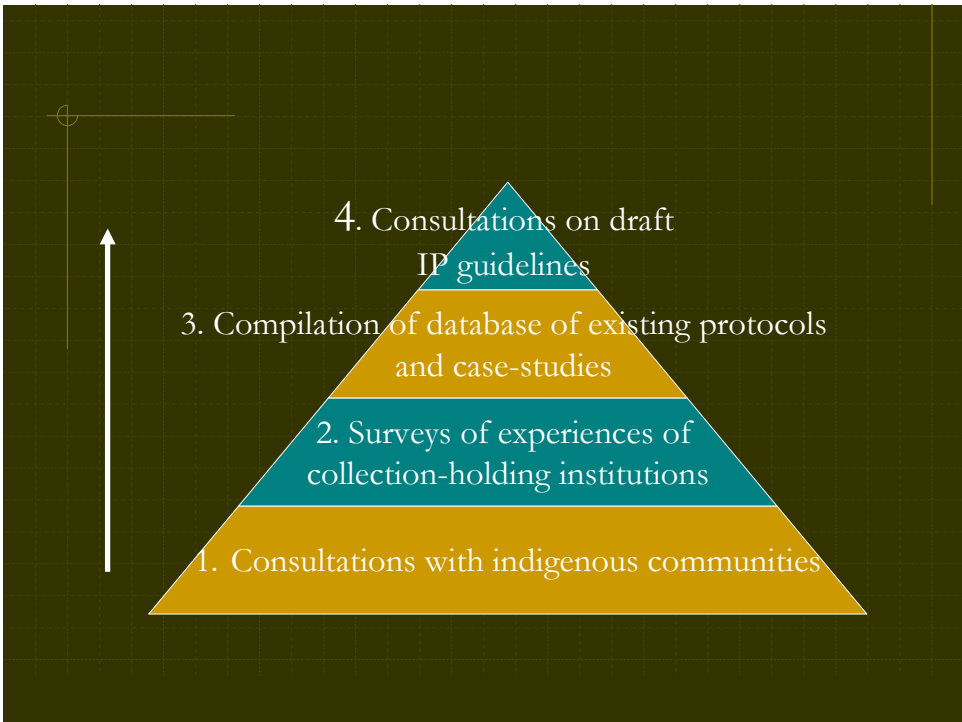 4. Consultations on draft
IP guidelines
3. Compilation of database of existing protocols
and case-studies
2. Surveys of experiences of
collection-holding institutions
1. Consultations with indigenous communities